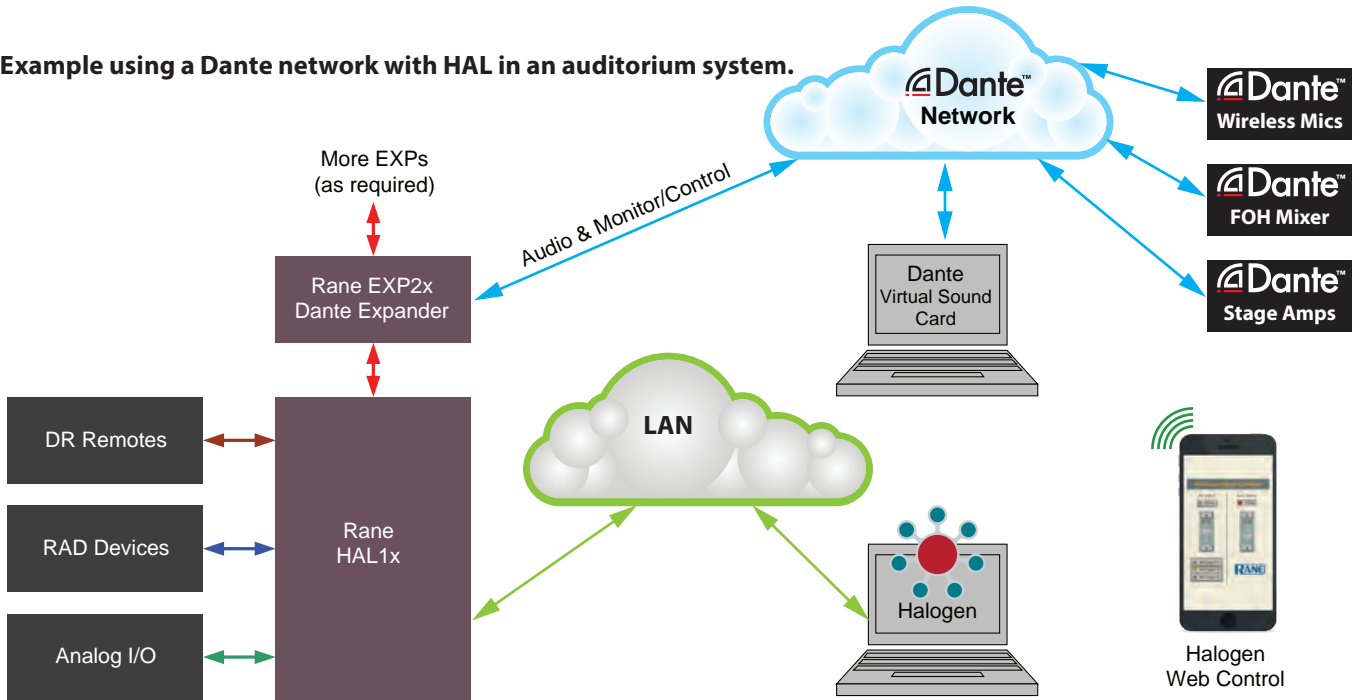 Example using a Dante network with HAL in an auditorium system.
Dante™
Network
Dante™
Wireless Mics
Dante™
FOH Mixer
Dante™
Stage Amps
More EXPs
(as required)
Audio & Monitor/Control
Rane EXP2x
Dante Expander
Dante
Virtual Sound
Card
LAN
DR Remotes
RAD Devices
Analog I/O
Rane
HAL1x
Halogen
RANE
Halogen
Web Control